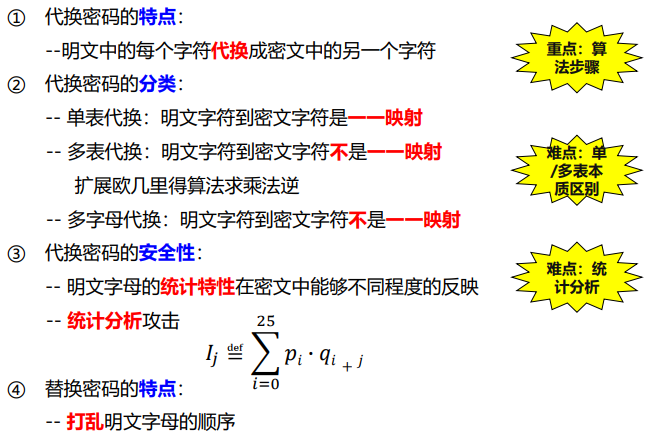 ① 代换密码的特点：
--明文中的每个字符代换成密文中的另一个字符
② 代换密码的分类：
-- 单表代换：明文字符到密文字符是一一映射
-- 多表代换：明文字符到密文字符不是一一映射
扩展欧几里得算法求乘法逆
-- 多字母代换：明文字符到密文字符不是一一映射
③ 代换密码的安全性：
-- 明文字母的统计特性在密文中能够不同程度的反映
-- 统计分析攻击
I_j ≝ ∑_{i=0}^{25} p_i · q_{i+j}
④ 替换密码的特点：
-- 打乱明文字母的顺序
重点：算
法步骤
难点：单
/多表本
质区别
难点：统
计分析